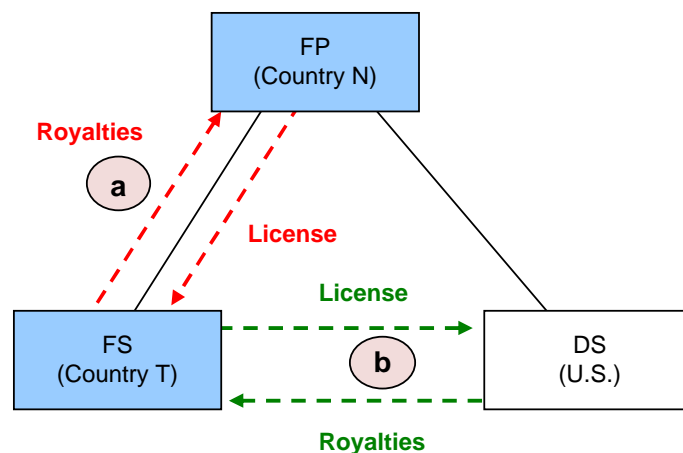 FP
(Country N)
Royalties
a
License
License
FS
(Country T)
b
DS
(U.S.)
Royalties